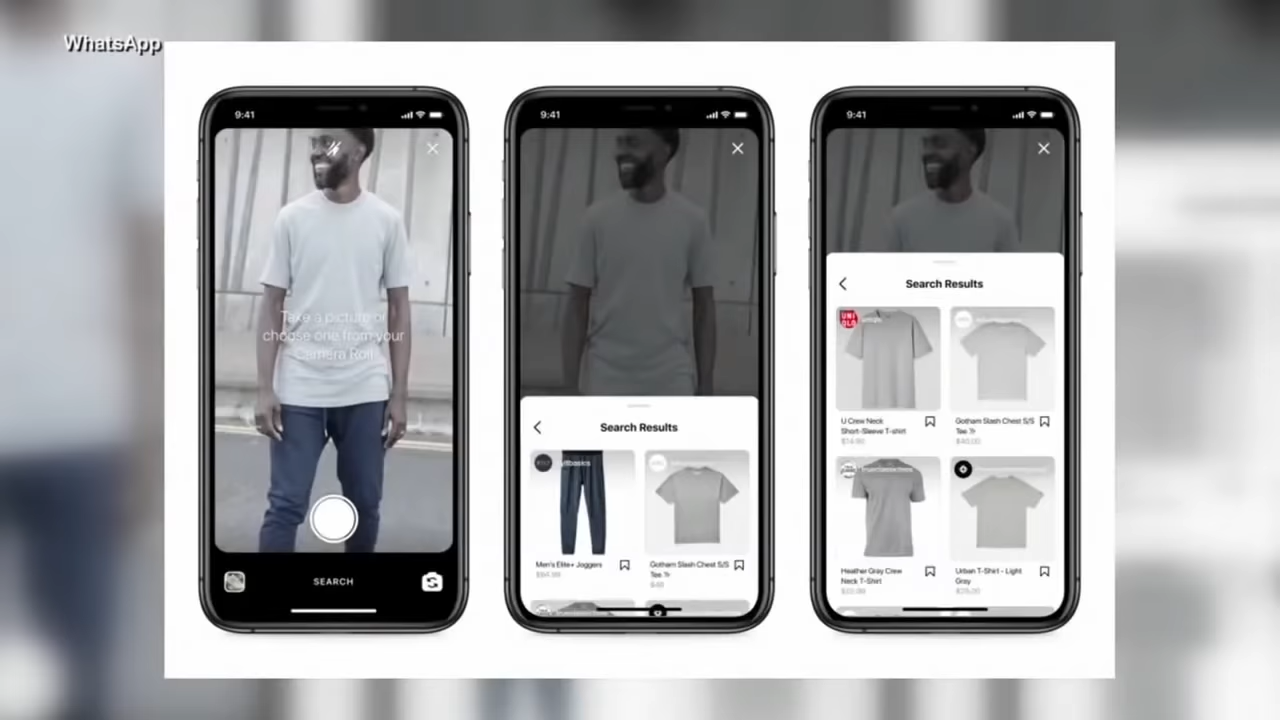 WhatsApp
9:41
Take a picture or
choose one from your
Camera Roll
SEARCH
9:41
Search Results
Men's Elite+ Joggers
Gotham Slash Chest S/S
Tee
9:41
Search Results
UNI
QLO
U Crew Neck
Short-Sleeve T-shirt
Gotham Slash Chest S/S
Tee
Heather Gray Crew
Neck T-Shirt
Urban T-Shirt - Light
Gray